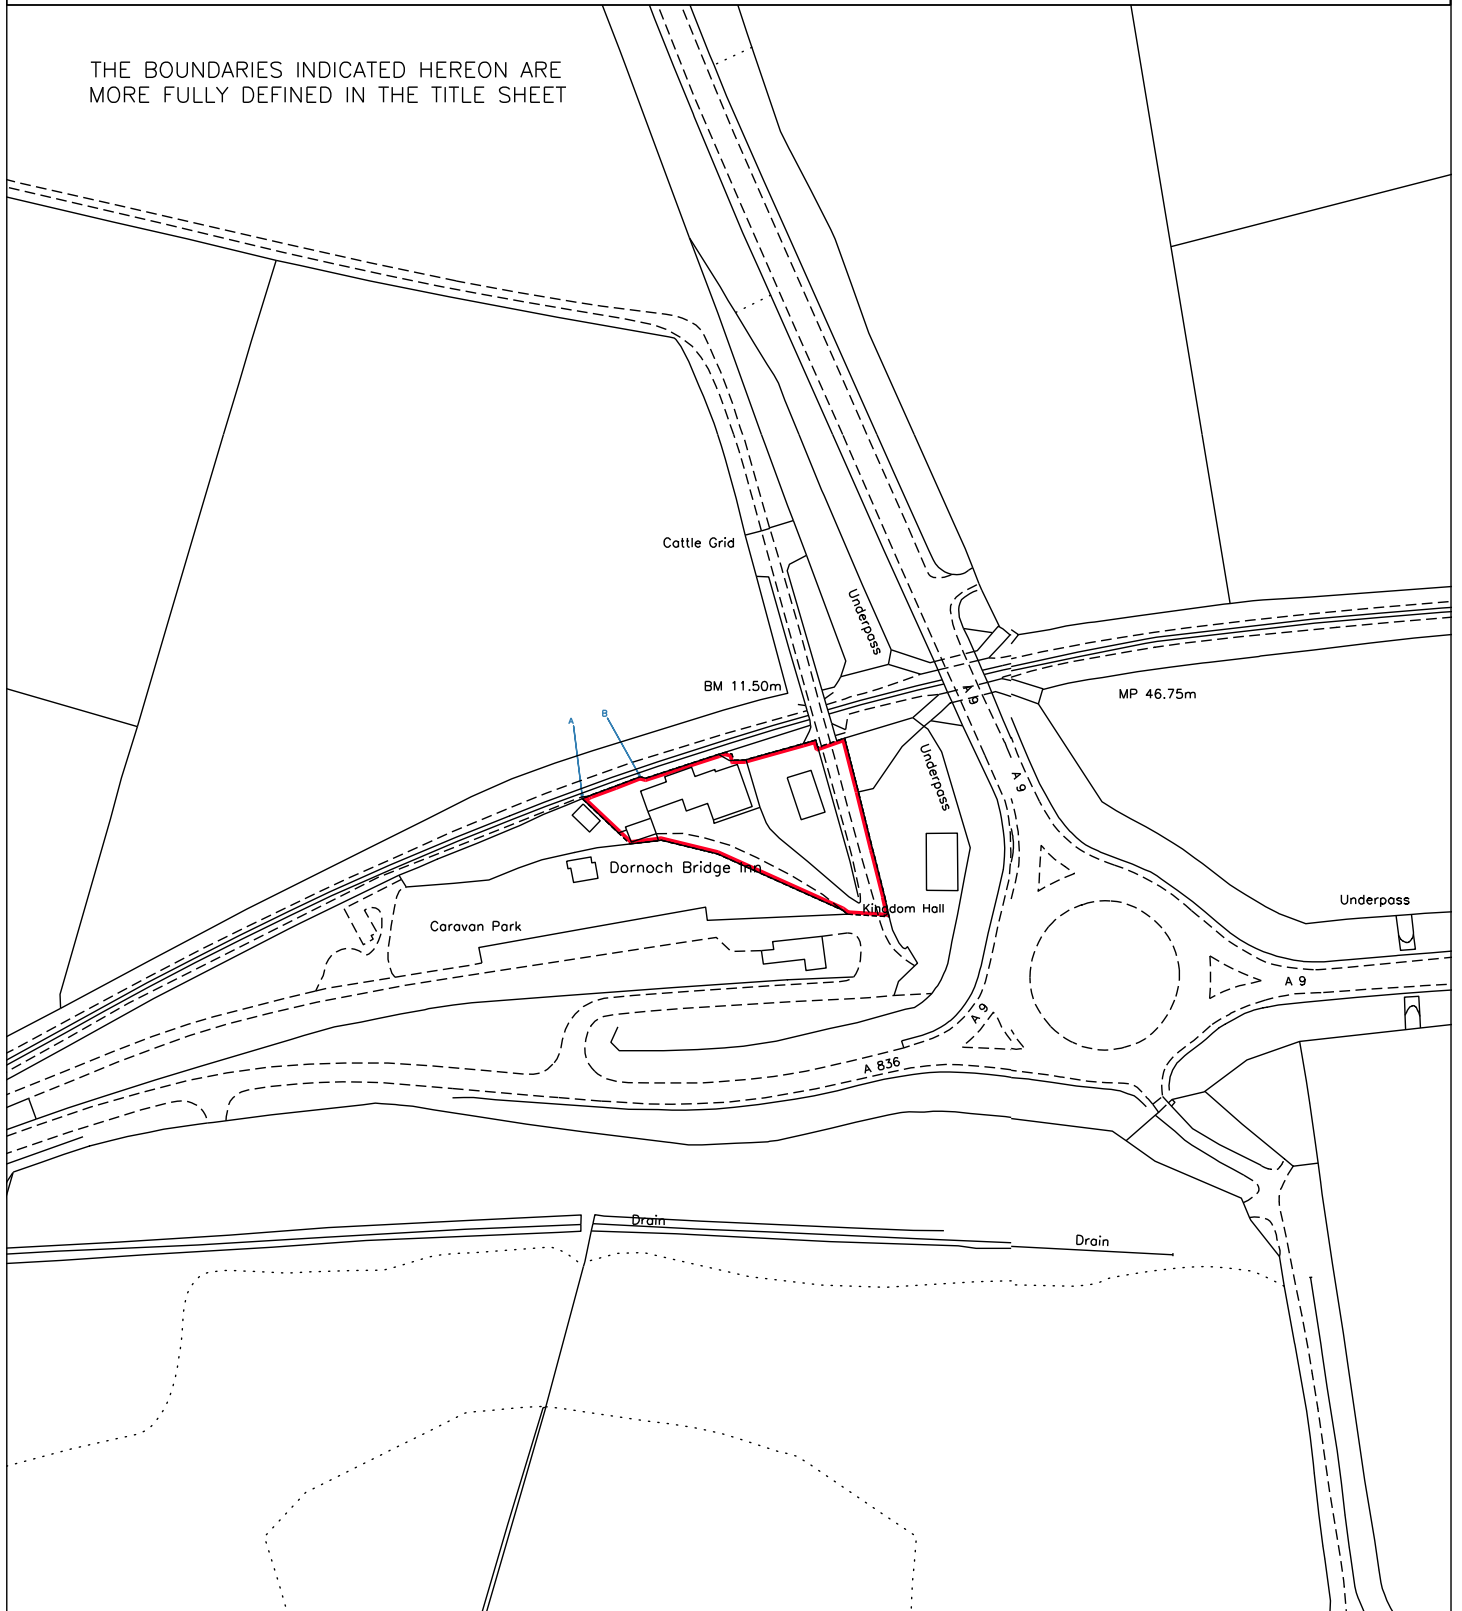 THE BOUNDARIES INDICATED HEREON ARE
MORE FULLY DEFINED IN THE TITLE SHEET
Cattle Grid
Underpass
BM 11.50m
A 9
MP 46.75m
A
B
Underpass
A 9
Dornoch Bridge Inn
Kingdom Hall
Underpass
Caravan Park
A 9
A 9
A 836
Drain
Drain